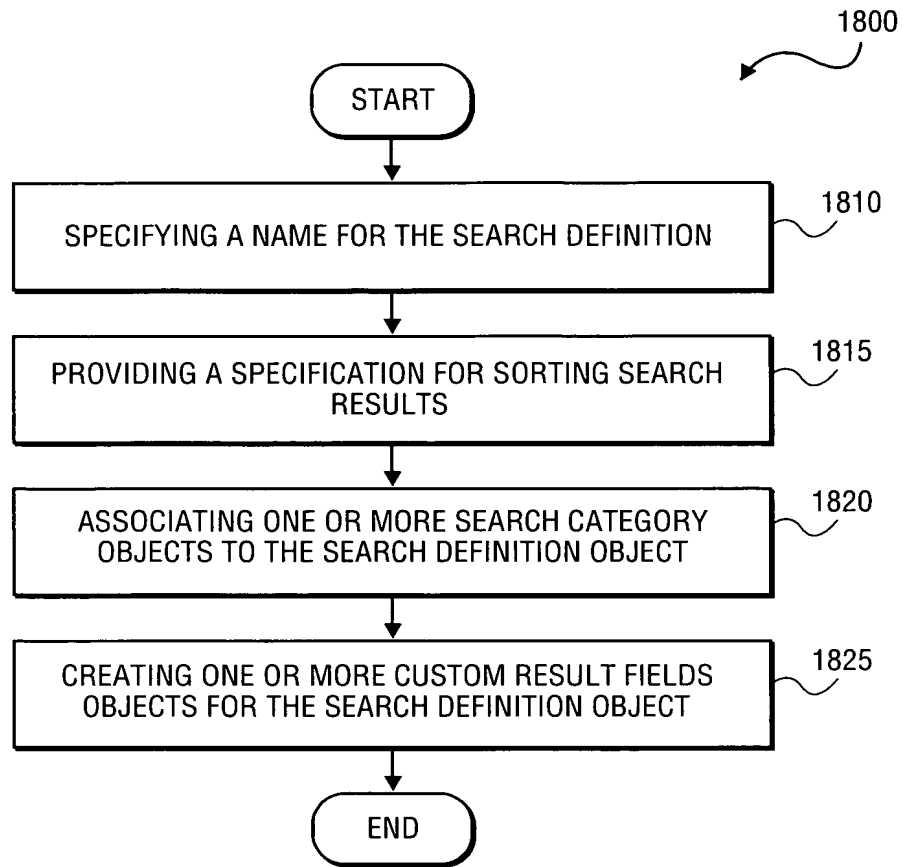 1800
START
SPECIFYING A NAME FOR THE SEARCH DEFINITION
1810
PROVIDING A SPECIFICATION FOR SORTING SEARCH
RESULTS
1815
ASSOCIATING ONE OR MORE SEARCH CATEGORY
OBJECTS TO THE SEARCH DEFINITION OBJECT
1820
CREATING ONE OR MORE CUSTOM RESULT FIELDS
OBJECTS FOR THE SEARCH DEFINITION OBJECT
1825
END